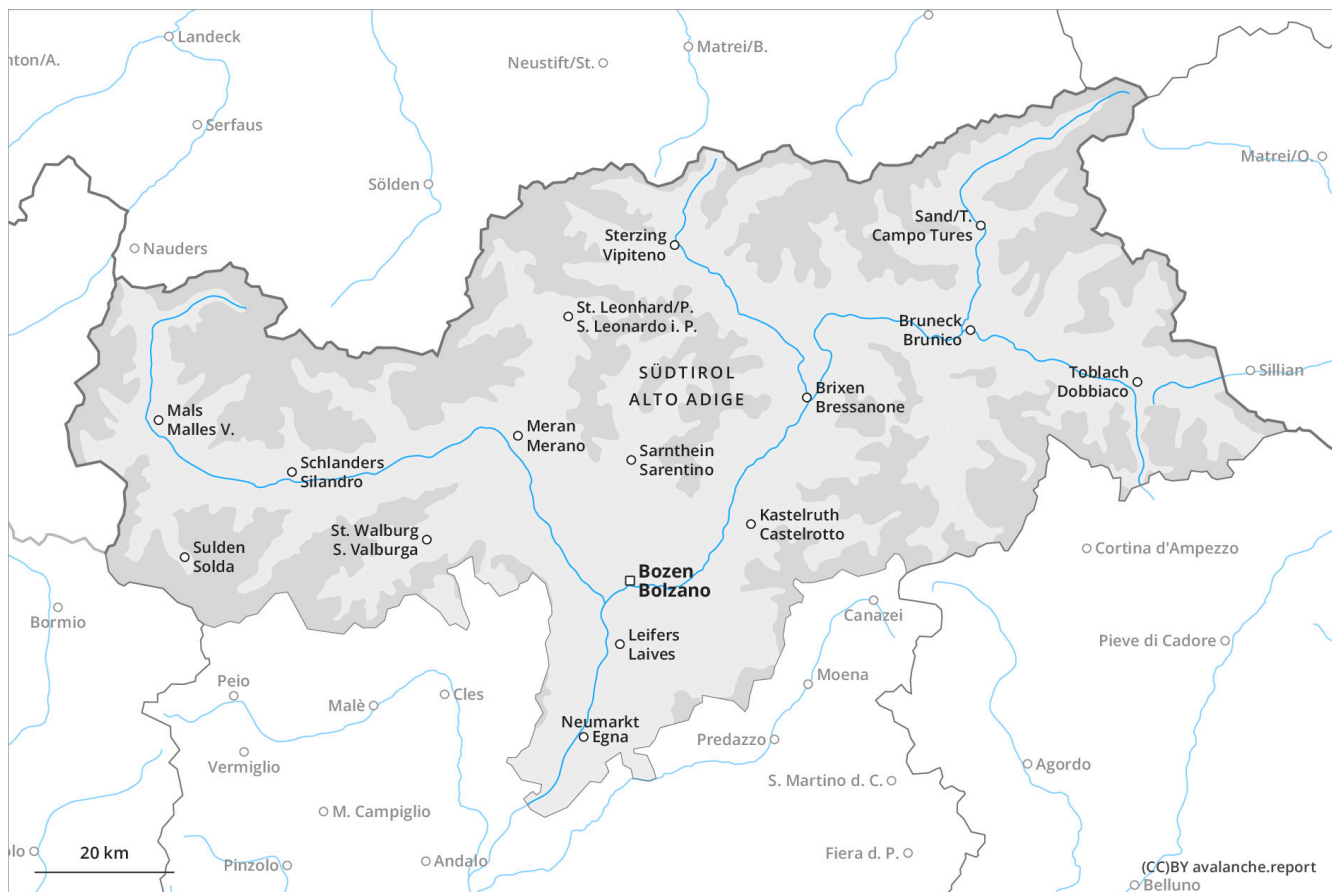 Landeck
Matrei/B.
nton/A.
Neustift/St.
Serfaus
Matrei/O.
Sölden
Sand/T.
Campo Tures
Nauders
Sterzing
Vipiteno
St. Leonhard/P.
S. Leonardo i. P.
Bruneck
Brunico
SÜDTIROL
ALTO ADIGE
Toblach
Dobbiaco
Sillian
Brixen
Bressanone
Mals
Malles V.
Meran
Merano
Sarnthein
Sarentino
Schlanders
Silandro
Kastelruth
Castelrotto
St. Walburg
S. Valburga
Sulden
Solda
Cortina d'Ampezzo
Bozen
Bolzano
Bormio
Canazei
Leifers
Laives
Pieve di Cadore
Peio
Moena
Malè
Cles
Neumarkt
Egna
Predazzo
Vermiglio
Agordo
S. Martino d. C.
M. Campiglio
olo
20 km
Pinzolo
Andalo
Fiera d. P.
(CC)BY avalanche.report
Belluno